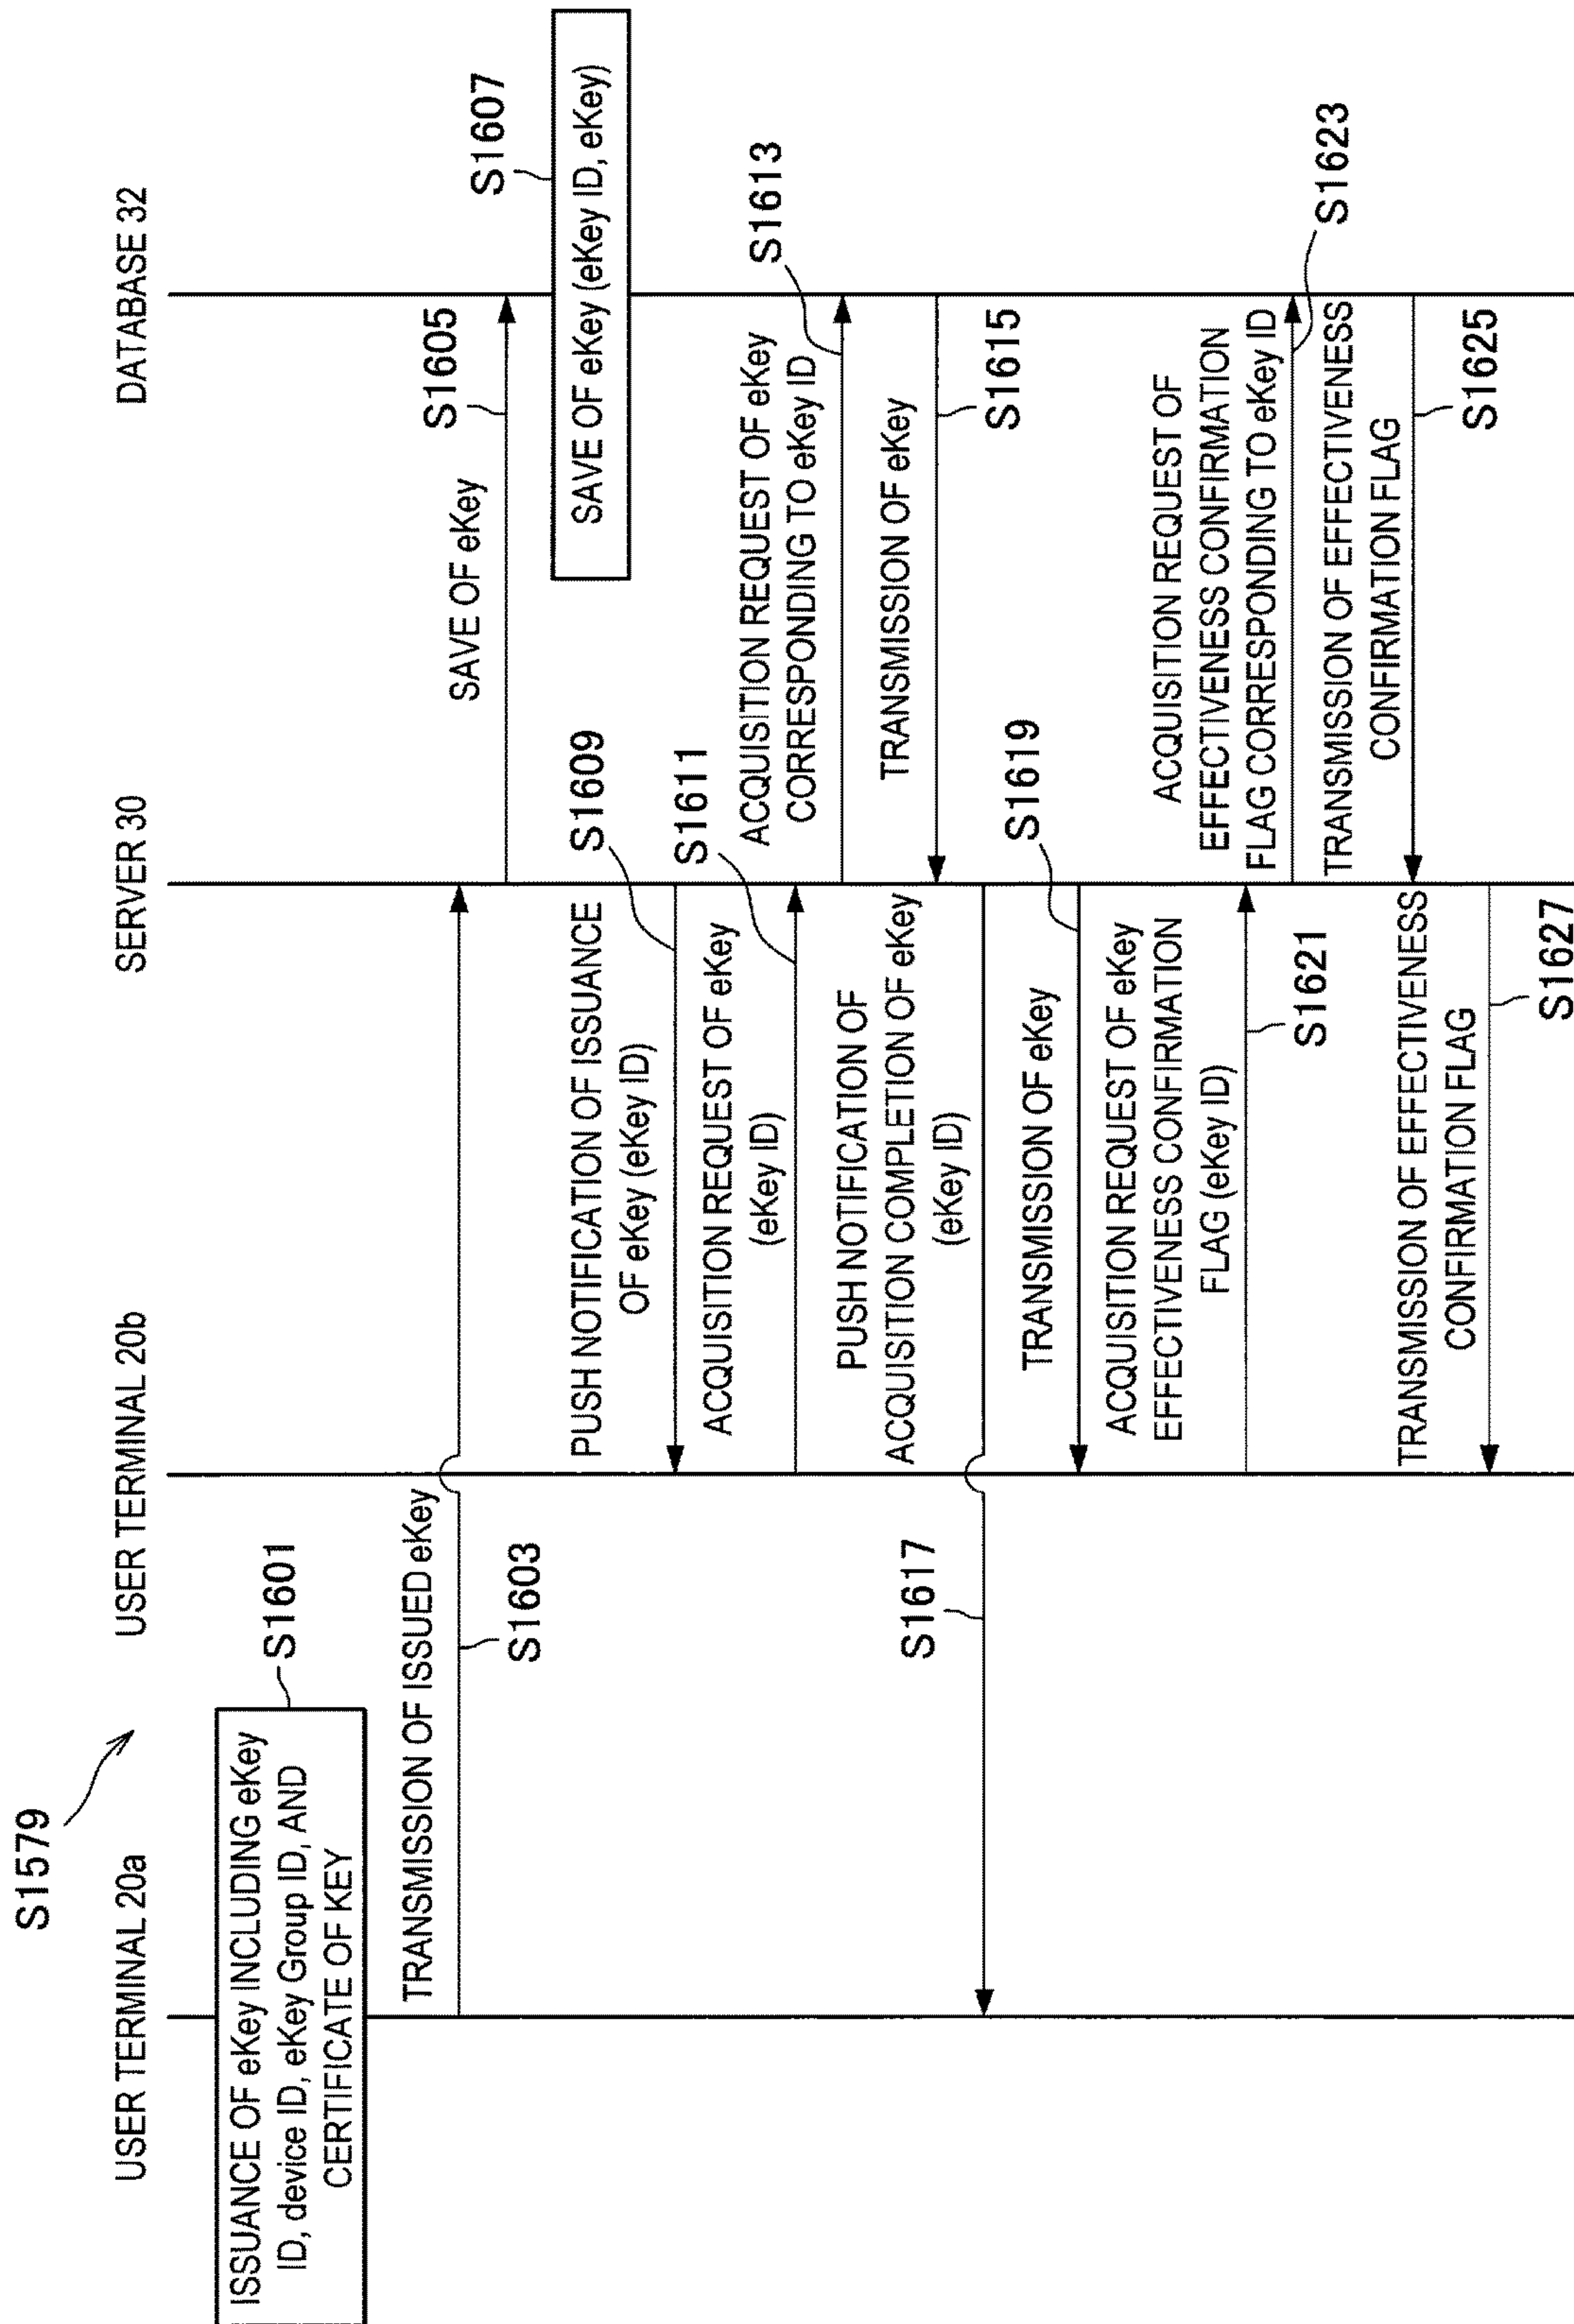 S1579
USER TERMINAL 20a
USER TERMINAL 20b
SERVER 30
DATABASE 32
ISSUANCE OF eKey INCLUDING eKey
ID, device ID, eKey Group ID, AND
CERTIFICATE OF KEY
S1601
TRANSMISSION OF ISSUED eKey
S1603
SAVE OF eKey
S1605
SAVE OF eKey (eKey ID, eKey)
S1607
PUSH NOTIFICATION OF ISSUANCE
OF eKey (eKey ID)
S1609
ACQUISITION REQUEST OF eKey
(eKey ID)
S1611
ACQUISITION REQUEST OF eKey
CORRESPONDING TO eKey ID
S1613
TRANSMISSION OF eKey
S1615
PUSH NOTIFICATION OF
ACQUISITION COMPLETION OF eKey
(eKey ID)
S1617
TRANSMISSION OF eKey
S1619
ACQUISITION REQUEST OF eKey
EFFECTIVENESS CONFIRMATION
FLAG (eKey ID)
S1621
ACQUISITION REQUEST OF
EFFECTIVENESS CONFIRMATION
FLAG CORRESPONDING TO eKey ID
S1623
TRANSMISSION OF EFFECTIVENESS
CONFIRMATION FLAG
S1625
TRANSMISSION OF EFFECTIVENESS
CONFIRMATION FLAG
S1627